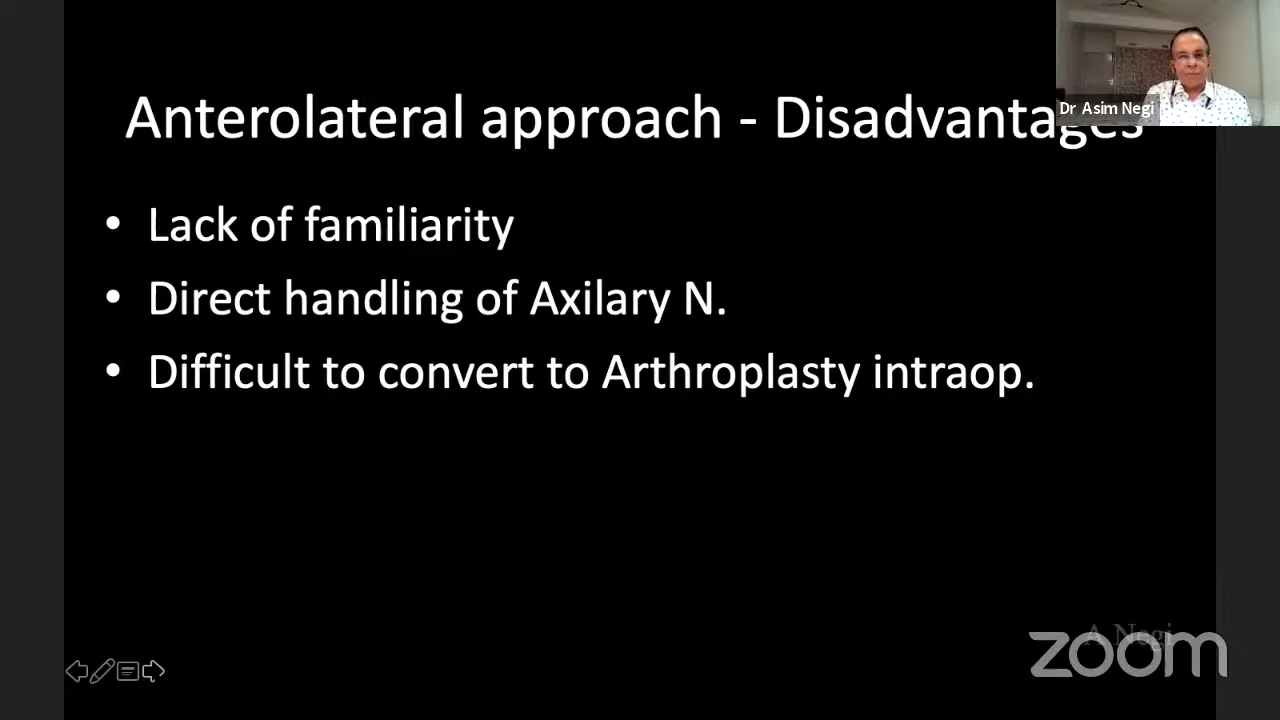 Dr Asim Negi
Anterolateral approach - Disadvantages
• Lack of familiarity
• Direct handling of Axilary N.
• Difficult to convert to Arthroplasty intraop.
A Negi
zoom